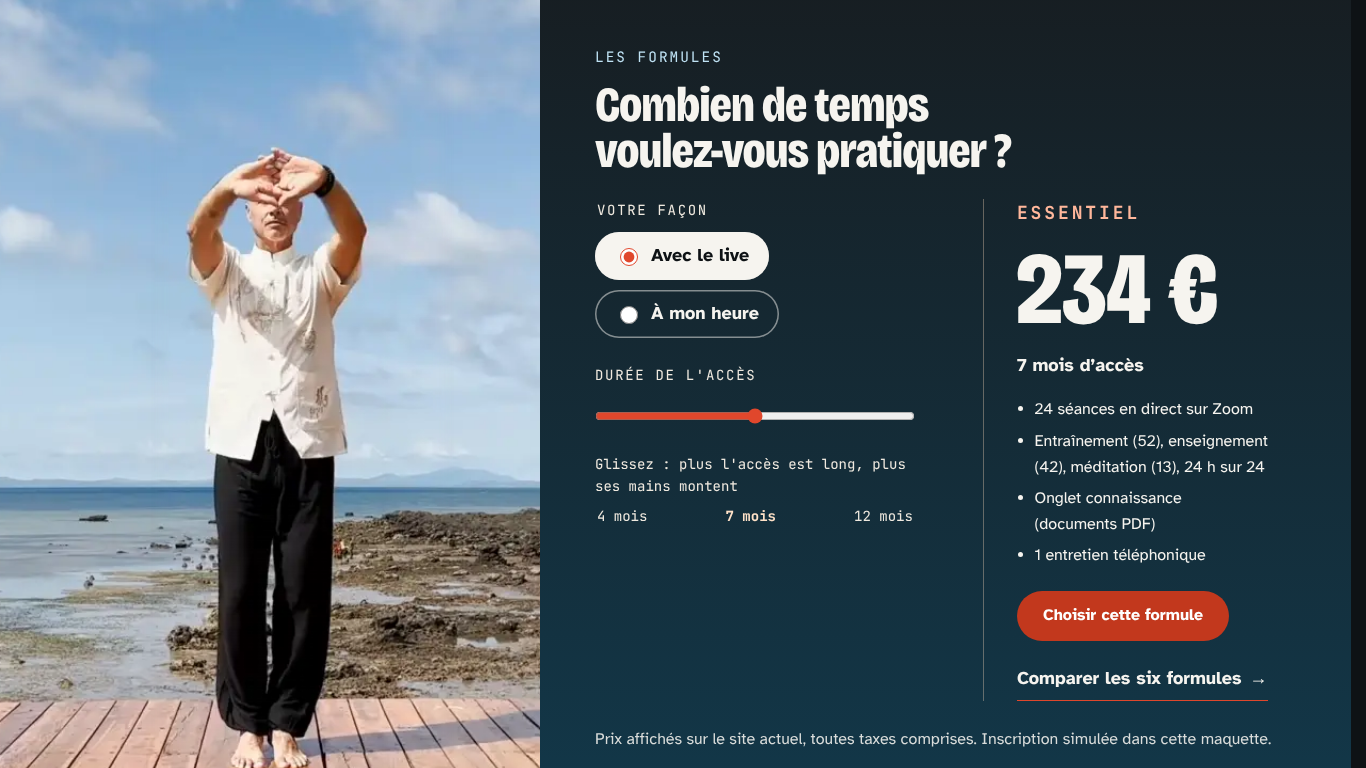 LES FORMULES
Combien de temps
voulez-vous pratiquer ?
VOTRE FAÇON
Avec le live
À mon heure
DURÉE DE L'ACCÈS
Glissez : plus l'accès est long, plus
ses mains montent
4 mois 7 mois 12 mois
ESSENTIEL
234 €
7 mois d’accès
• 24 séances en direct sur Zoom
• Entraînement (52), enseignement
(42), méditation (13), 24 h sur 24
• Onglet connaissance
(documents PDF)
• 1 entretien téléphonique
Choisir cette formule
Comparer les six formules →
Prix affichés sur le site actuel, toutes taxes comprises. Inscription simulée dans cette maquette.